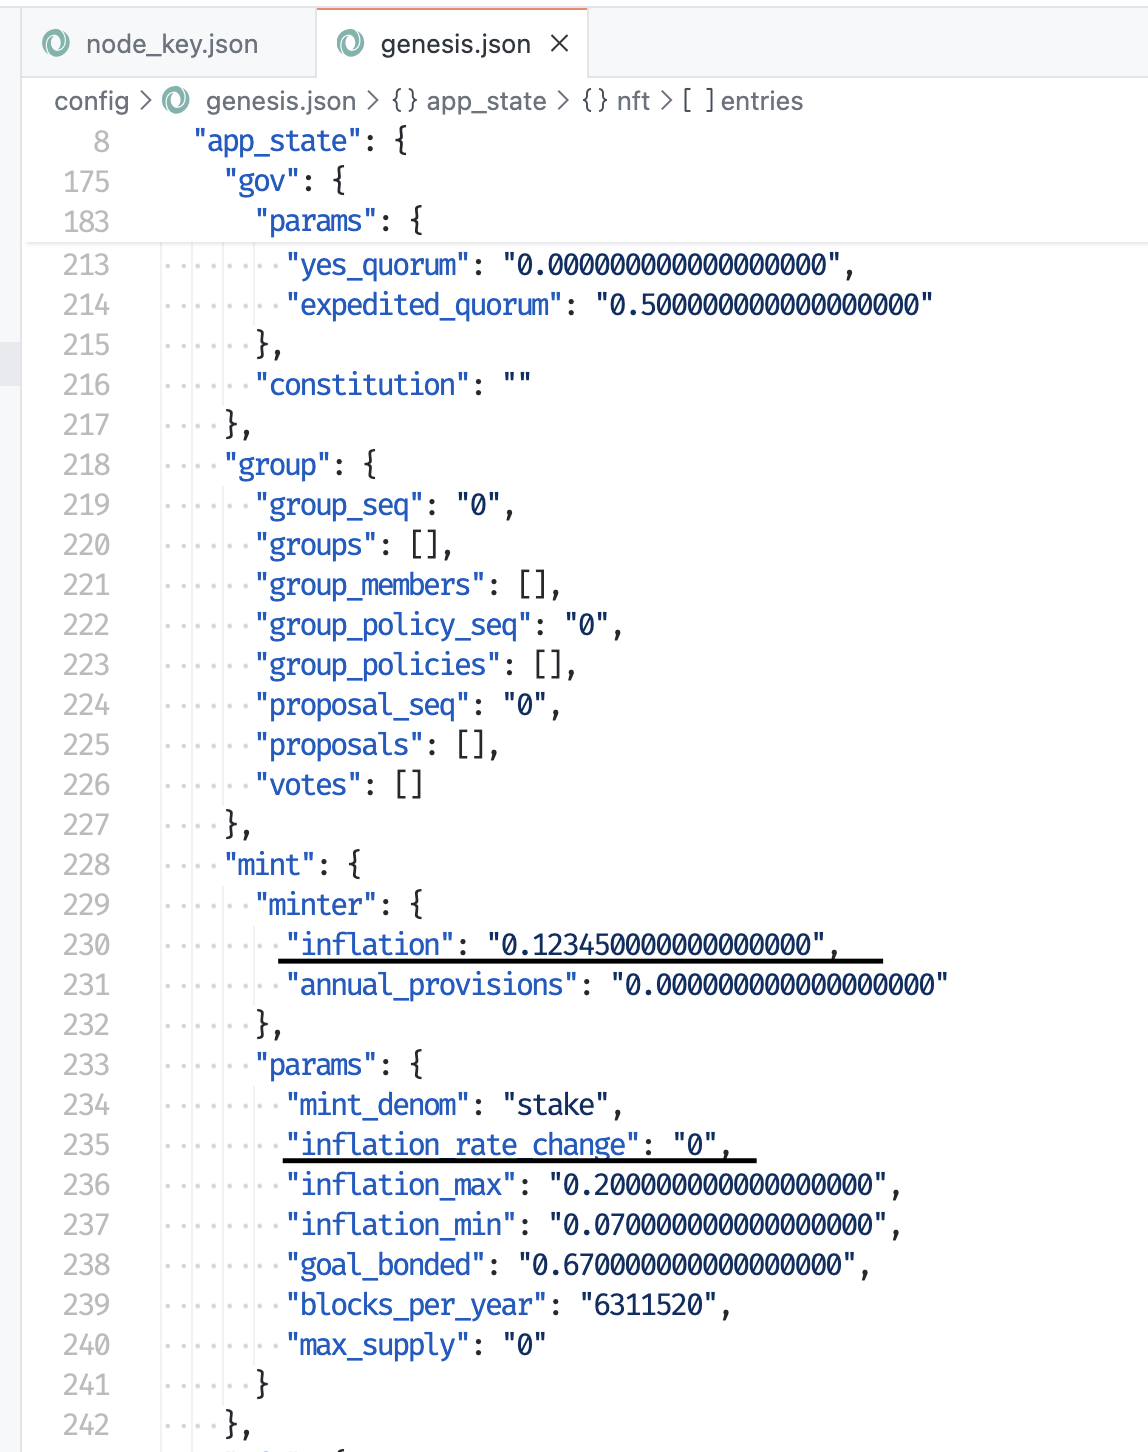 node_key.json
genesis.json
config > genesis.json > {} app_state > {} nft > [ ] entries
8 "app_state": {
175 "gov": {
183 "params": {
213 "yes_quorum": "0.000000000000000000",
214 "expedited_quorum": "0.500000000000000000"
215 },
216 "constitution": ""
217 },
218 "group": {
219 "group_seq": "0",
220 "groups": [],
221 "group_members": [],
222 "group_policy_seq": "0",
223 "group_policies": [],
224 "proposal_seq": "0",
225 "proposals": [],
226 "votes": []
227 },
228 "mint": {
229 "minter": {
230 "inflation": "0.123450000000000000",
231 "annual_provisions": "0.000000000000000000"
232 },
233 "params": {
234 "mint_denom": "stake",
235 "inflation_rate_change": "0",
236 "inflation_max": "0.200000000000000000",
237 "inflation_min": "0.070000000000000000",
238 "goal_bonded": "0.670000000000000000",
239 "blocks_per_year": "6311520",
240 "max_supply": "0"
241 }
242 },